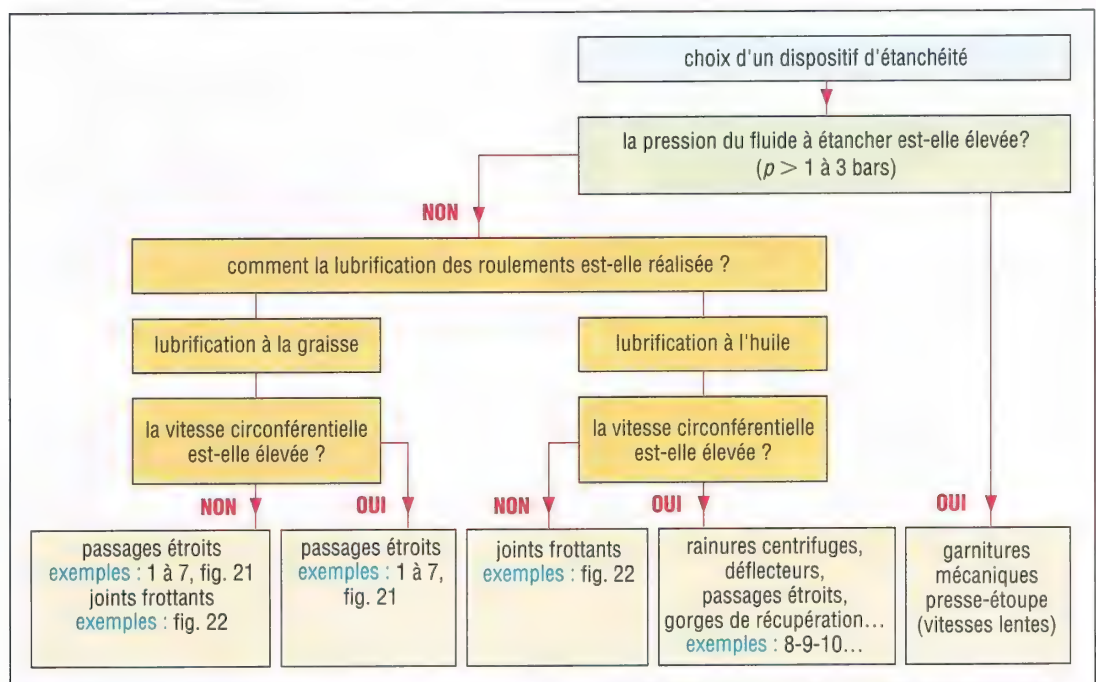 choix d'un dispositif d'étanchéité
la pression du fluide à étancher est-elle élevée?
(p > 1 à 3 bars)
NON
comment la lubrification des roulements est-elle réalisée ?
lubrification à la graisse
lubrification à l'huile
la vitesse circonférentielle
est-elle élevée ?
la vitesse circonférentielle
est-elle élevée ?
NON
OUI
NON
OUI
OUI
passages étroits
exemples : 1 à 7, fig. 21
joints frottants
exemples : fig. 22
passages étroits
exemples : 1 à 7,
fig. 21
joints frottants
exemples : fig. 22
rainures centrifuges,
déflecteurs,
passages étroits,
gorges de récupération...
exemples : 8-9-10...
garnitures
mécaniques
presse-étoupe
(vitesses lentes)